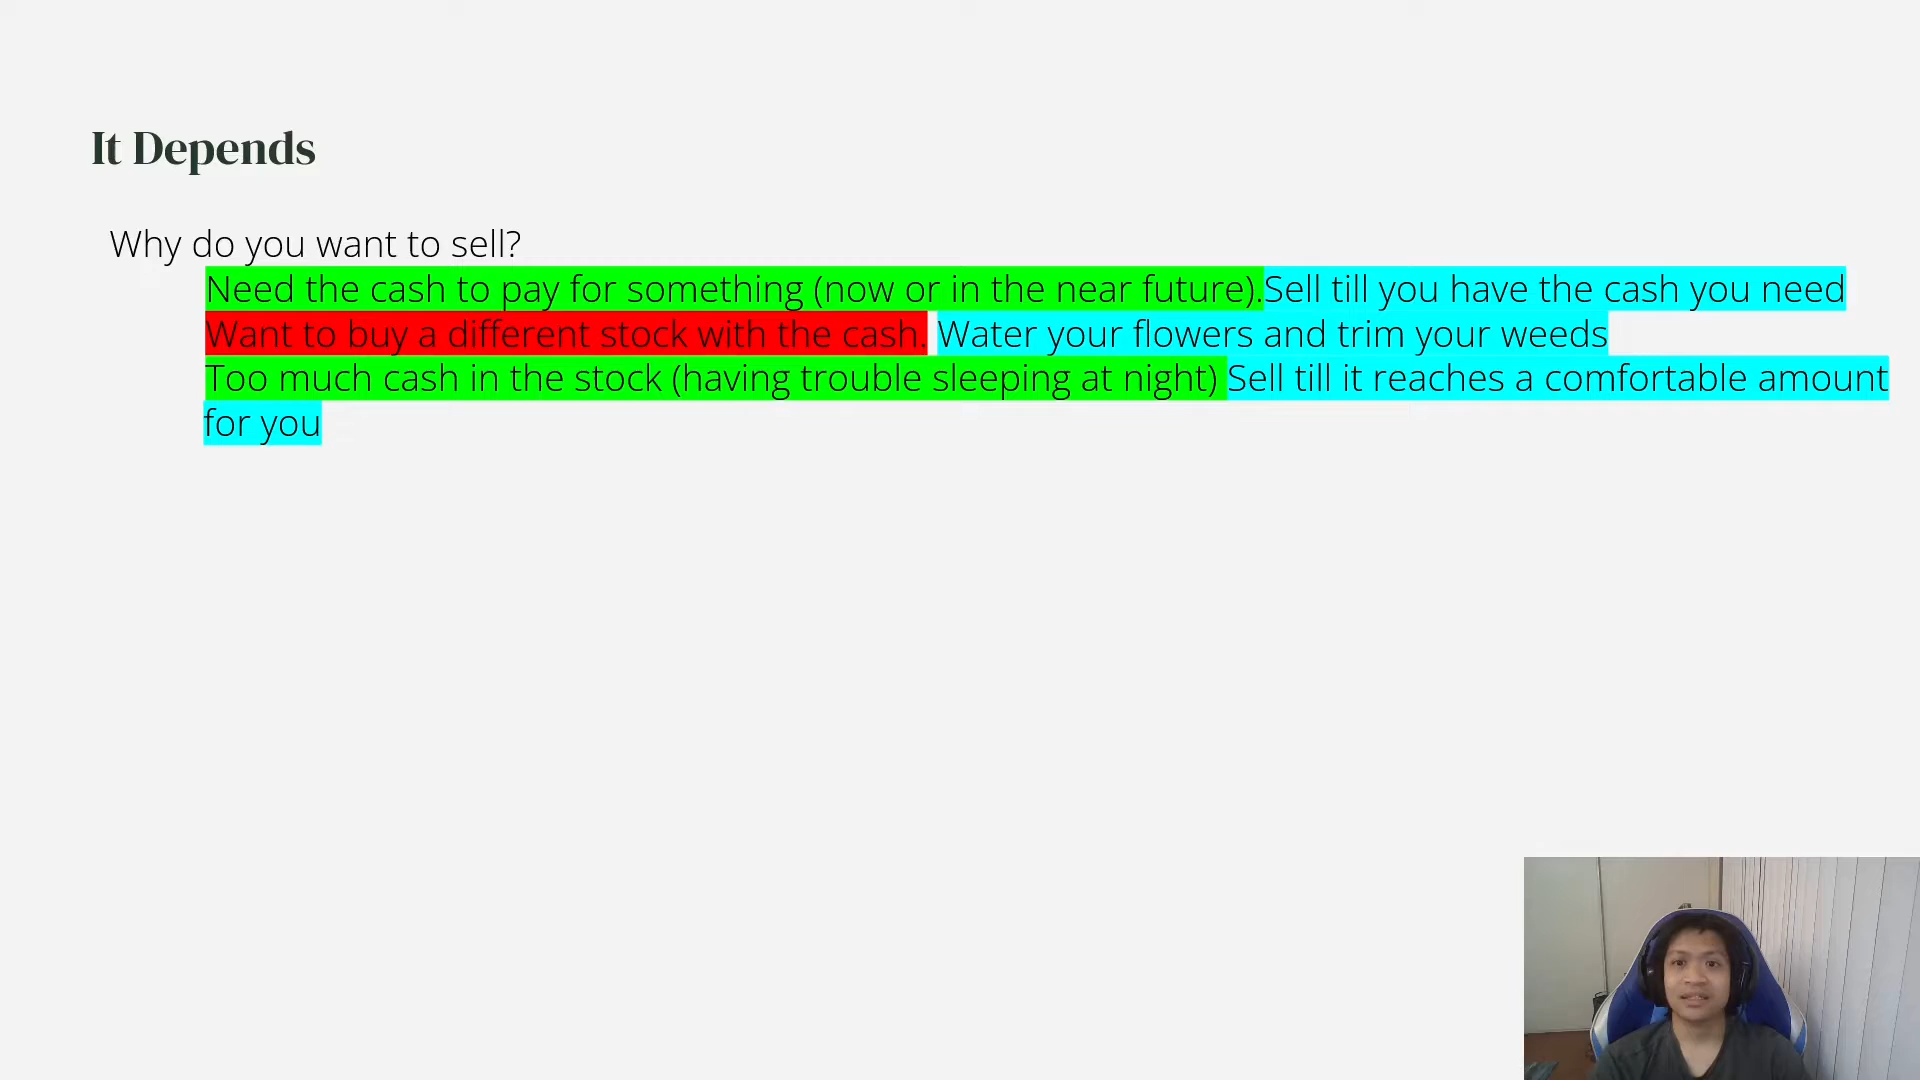 It Depends
Why do you want to sell?
Need the cash to pay for something (now or in the near future).Sell till you have the cash you need
Want to buy a different stock with the cash. Water your flowers and trim your weeds
Too much cash in the stock (having trouble sleeping at night) Sell till it reaches a comfortable amount
for you